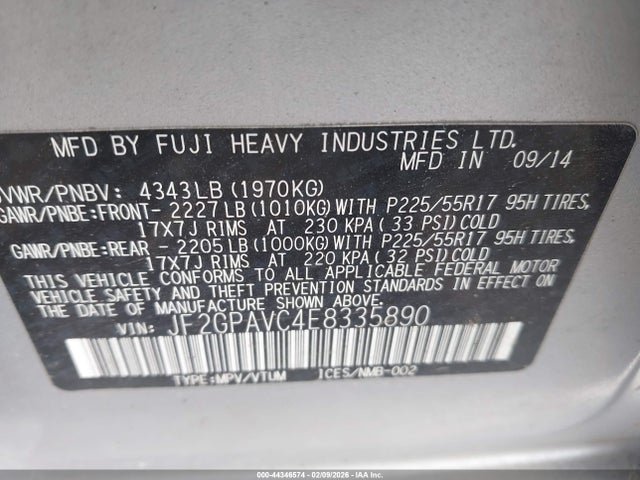 MFD BY FUJI HEAVY INDUSTRIES LTD.
MADE IN JAPAN 09/14
GVWR/PNBV: 4343LB (1970KG)
GAWR/PNBE:FRONT- 2227 LB (1010KG) WITH P225/55R17 95H TIRES,
17X7J RIMS AT 230 KPA (33 PSI) COLD
GAWR/PNBE:REAR - 2205 LB (1000KG) WITH P225/55R17 95H TIRES,
17X7J RIMS AT 220 KPA (32 PSI) COLD
THIS VEHICLE CONFORMS TO ALL APPLICABLE FEDERAL MOTOR
VEHICLE SAFETY AND THEFT PREVENTION STANDARDS IN EFFECT ON
THE DATE OF MANUFACTURE SHOWN ABOVE.
VIN: JF2GPAVC4E8335890
TYPE:MPV/VTUM ICES/NMB-002
000-44346574 | 02/09/2026 - IAA33385